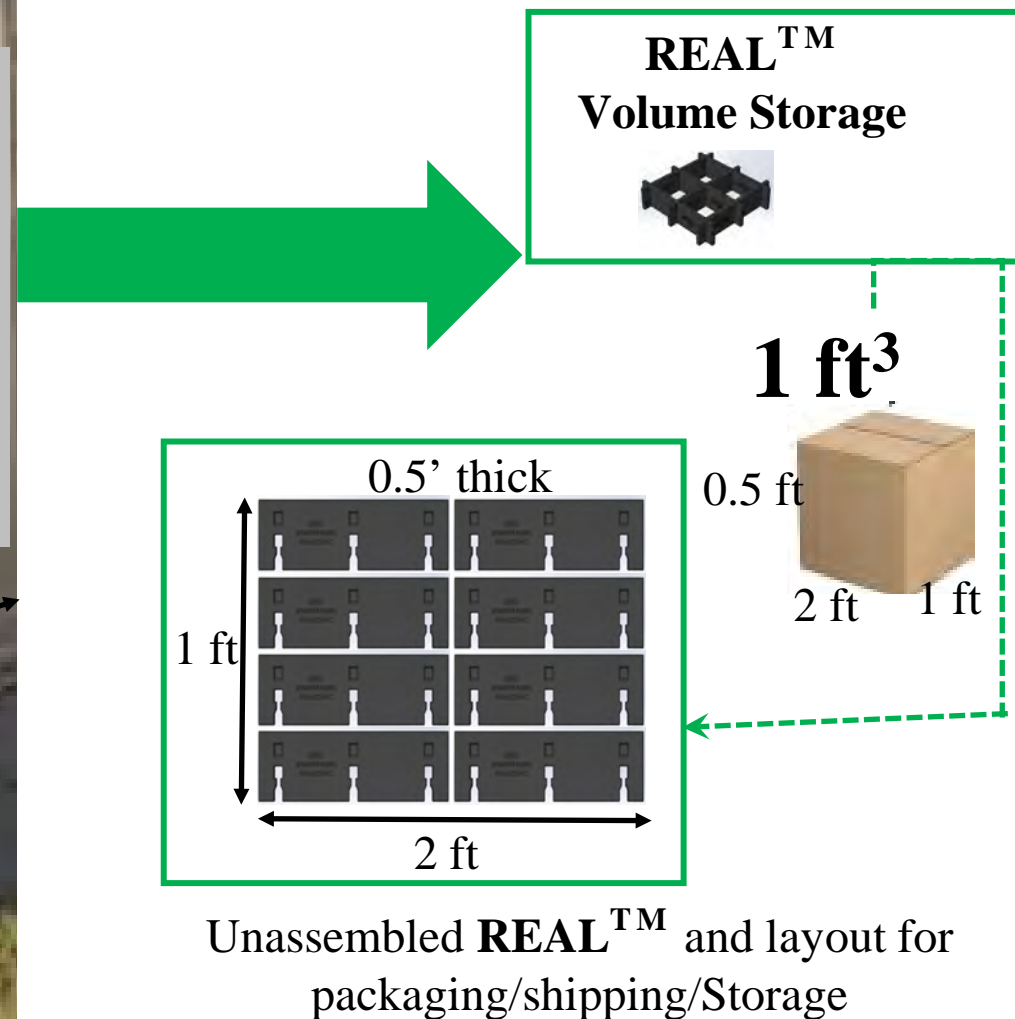 REAL™
Volume Storage
1 ft³
0.5’ thick
0.5 ft
2 ft
1 ft
1 ft
2 ft
Unassembled REAL™ and layout for
packaging/shipping/Storage